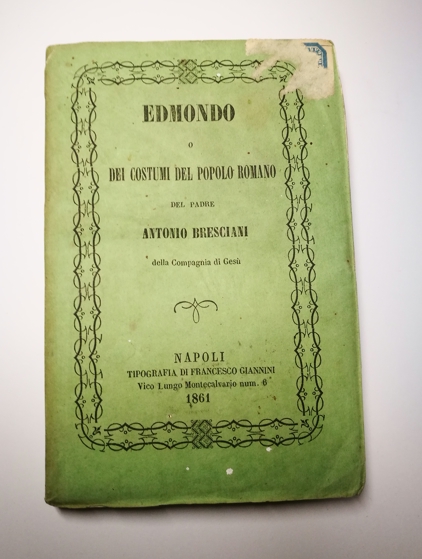 EDMONDO
O
DEI COSTUMI DEL POPOLO ROMANO
DEL PADRE
ANTONIO BRESCIANI
della Compagnia di Gesù
NAPOLI
TIPOGRAFIA DI FRANCESCO GIANNINI
Vico Lungo Montecalvario num. 6
1861